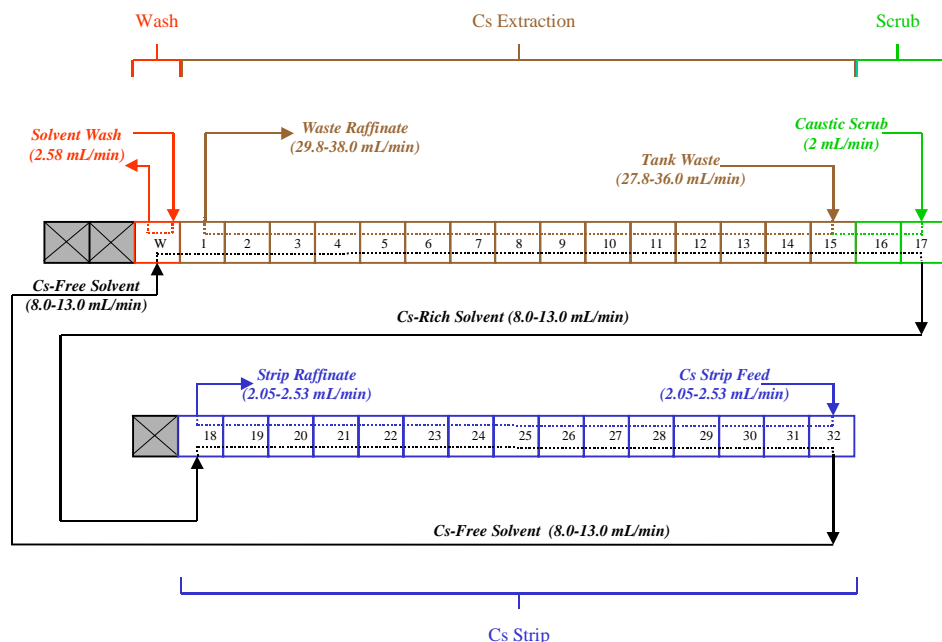 Wash
Cs Extraction
Scrub
Solvent Wash
(2.58 mL/min)
Waste Raffinate
(29.8-38.0 mL/min)
Tank Waste
(27.8-36.0 mL/min)
Caustic Scrub
(2 mL/min)
W 1 2 3 4 5 6 7 8 9 10 11 12 13 14 15 16 17
Cs-Free Solvent
(8.0-13.0 mL/min)
Cs-Rich Solvent (8.0-13.0 mL/min)
Strip Raffinate
(2.05-2.53 mL/min)
Cs Strip Feed
(2.05-2.53 mL/min)
18 19 20 21 22 23 24 25 26 27 28 29 30 31 32
Cs-Free Solvent (8.0-13.0 mL/min)
Cs Strip